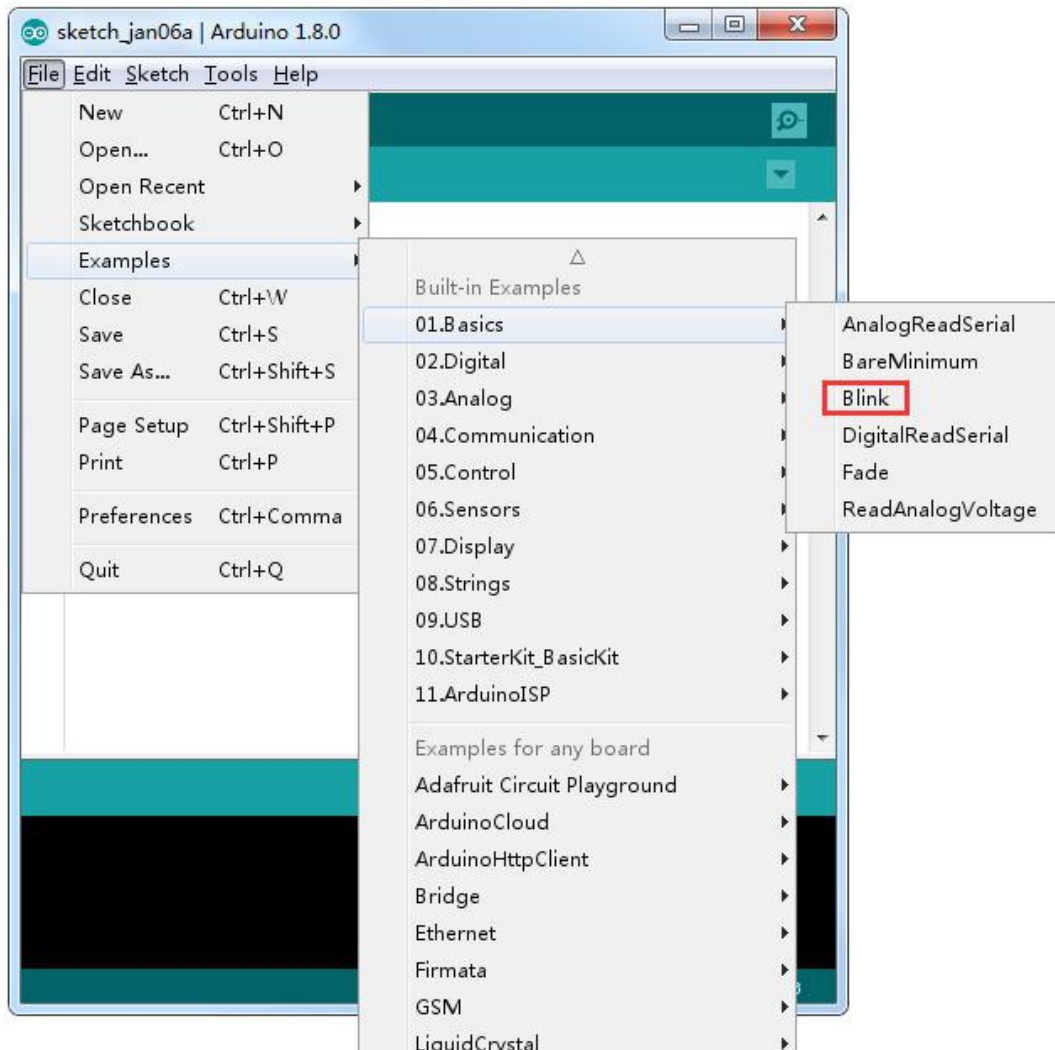 sketch_jan06a | Arduino 1.8.0
File Edit Sketch Tools Help
New Ctrl+N
Open... Ctrl+O
Open Recent
Sketchbook
Examples
Close Ctrl+W
Save Ctrl+S
Save As... Ctrl+Shift+S
Page Setup Ctrl+Shift+P
Print Ctrl+P
Preferences Ctrl+Comma
Quit Ctrl+Q
Built-in Examples
01.Basics
02.Digital
03.Analog
04.Communication
05.Control
06.Sensors
07.Display
08.Strings
09.USB
10.StarterKit_BasicKit
11.ArduinoISP
Examples for any board
Adafruit Circuit Playground
ArduinoCloud
ArduinoHttpClient
Bridge
Ethernet
Firmata
GSM
LiquidCrystal
AnalogReadSerial
BareMinimum
Blink
DigitalReadSerial
Fade
ReadAnalogVoltage